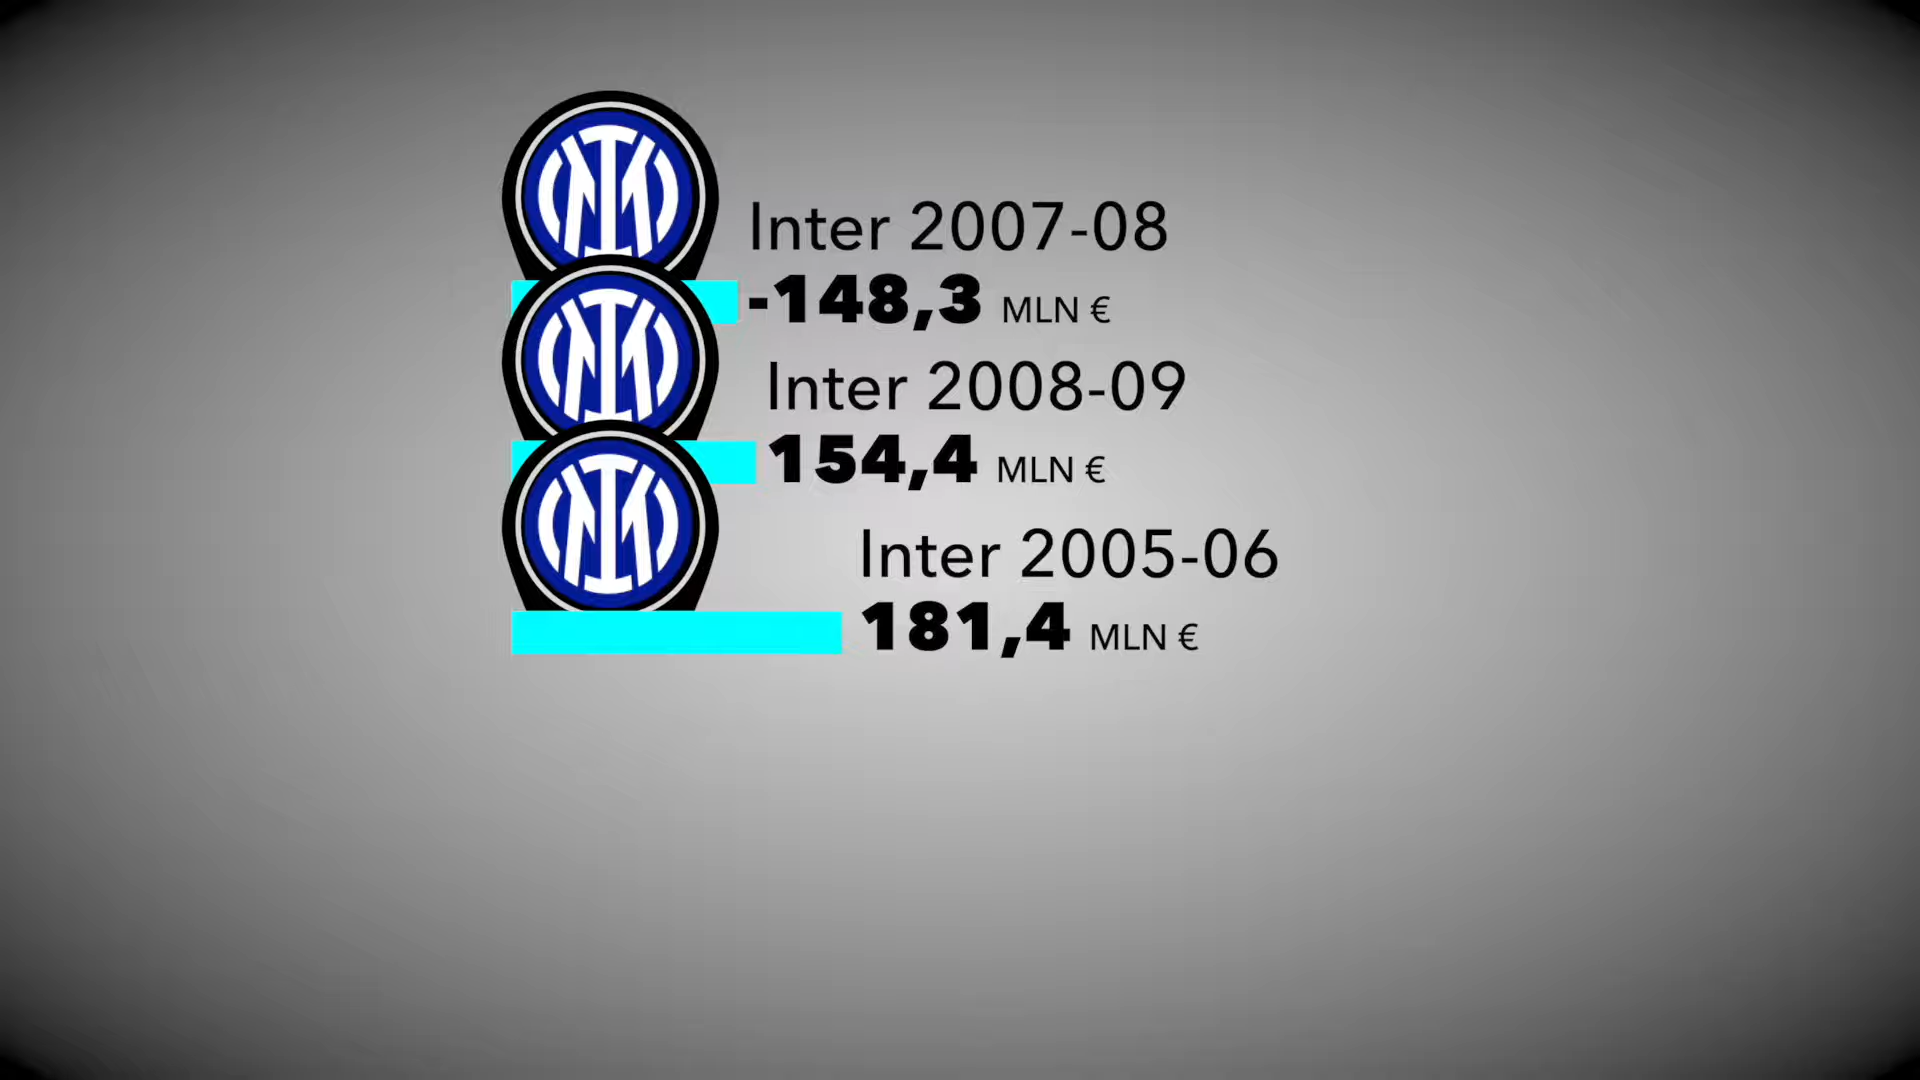 Inter 2007-08
-148,3 MLN €
Inter 2008-09
154,4 MLN €
Inter 2005-06
181,4 MLN €